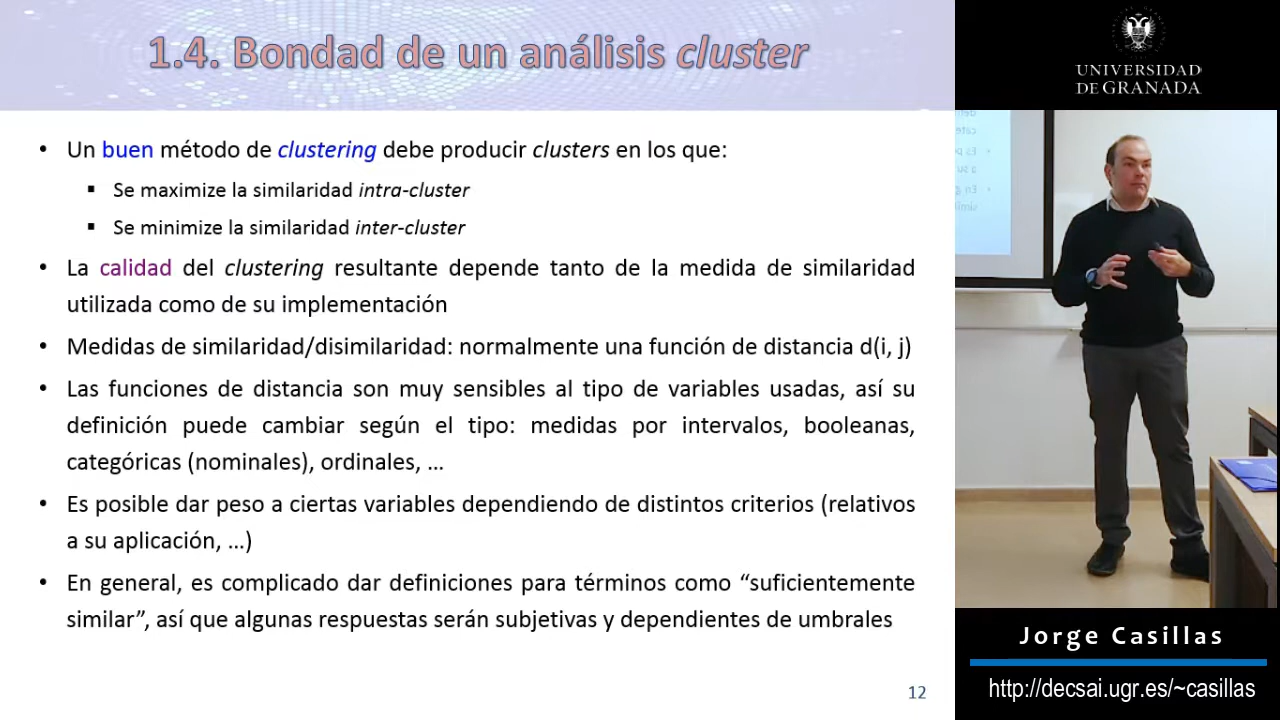 1.4. Bondad de un análisis cluster
• Un buen método de clustering debe producir clusters en los que:
▪ Se maximize la similaridad intra-cluster
▪ Se minimize la similaridad inter-cluster
• La calidad del clustering resultante depende tanto de la medida de similaridad
utilizada como de su implementación
• Medidas de similaridad/disimilaridad: normalmente una función de distancia d(i, j)
• Las funciones de distancia son muy sensibles al tipo de variables usadas, así su
definición puede cambiar según el tipo: medidas por intervalos, booleanas,
categóricas (nominales), ordinales, …
• Es posible dar peso a ciertas variables dependiendo de distintos criterios (relativos
a su aplicación, …)
• En general, es complicado dar definiciones para términos como “suficientemente
similar”, así que algunas respuestas serán subjetivas y dependientes de umbrales
12
UNIVERSIDAD
DE GRANADA
Jorge Casillas
http://decsai.ugr.es/~casillas